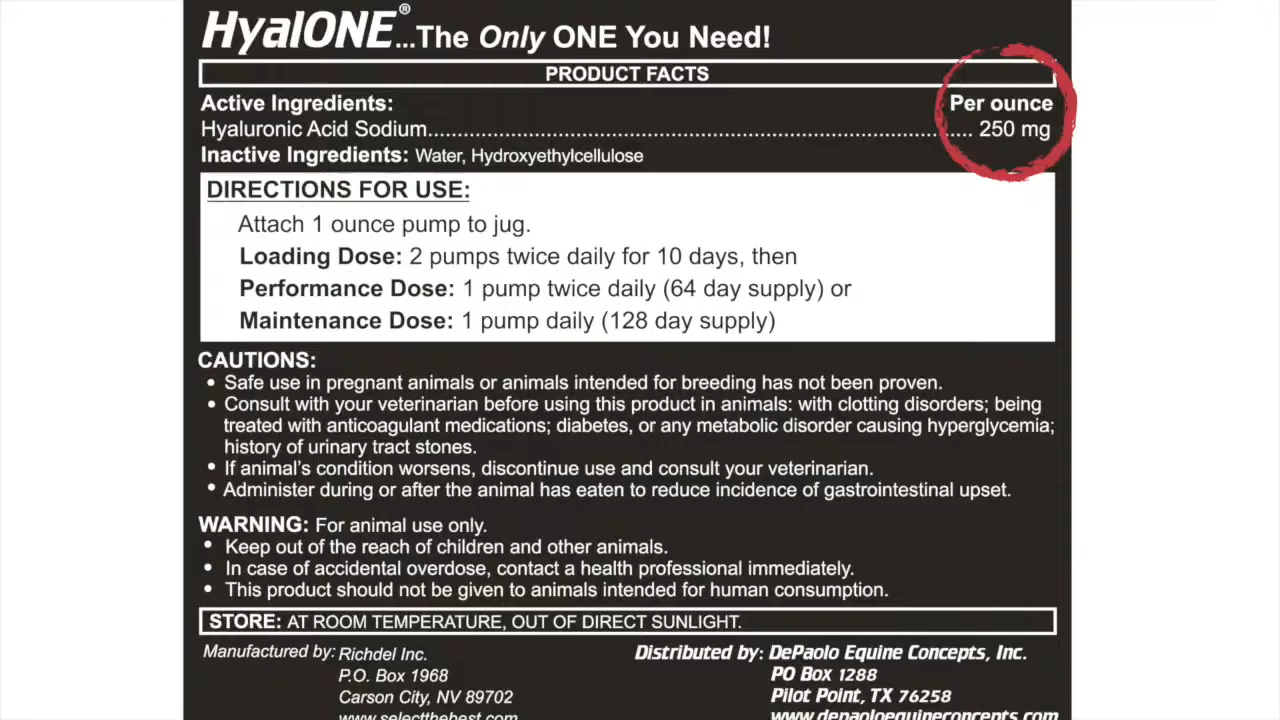 HyalONE®...The Only ONE You Need!
PRODUCT FACTS
Active Ingredients: Per ounce
Hyaluronic Acid Sodium............................................................................................ 250 mg
Inactive Ingredients: Water, Hydroxyethylcellulose
DIRECTIONS FOR USE:
Attach 1 ounce pump to jug.
Loading Dose: 2 pumps twice daily for 10 days, then
Performance Dose: 1 pump twice daily (64 day supply) or
Maintenance Dose: 1 pump daily (128 day supply)
CAUTIONS:
• Safe use in pregnant animals or animals intended for breeding has not been proven.
• Consult with your veterinarian before using this product in animals: with clotting disorders; being
treated with anticoagulant medications; diabetes, or any metabolic disorder causing hyperglycemia;
history of urinary tract stones.
• If animal's condition worsens, discontinue use and consult your veterinarian.
• Administer during or after the animal has eaten to reduce incidence of gastrointestinal upset.
WARNING: For animal use only.
• Keep out of the reach of children and other animals.
• In case of accidental overdose, contact a health professional immediately.
• This product should not be given to animals intended for human consumption.
STORE: AT ROOM TEMPERATURE, OUT OF DIRECT SUNLIGHT.
Manufactured by: Richdel Inc.
P.O. Box 1968
Carson City, NV 89702
www.selectthebest.com
Distributed by: DePaolo Equine Concepts, Inc.
PO Box 1288
Pilot Point, TX 76258
www.depaoloequineconcepts.com